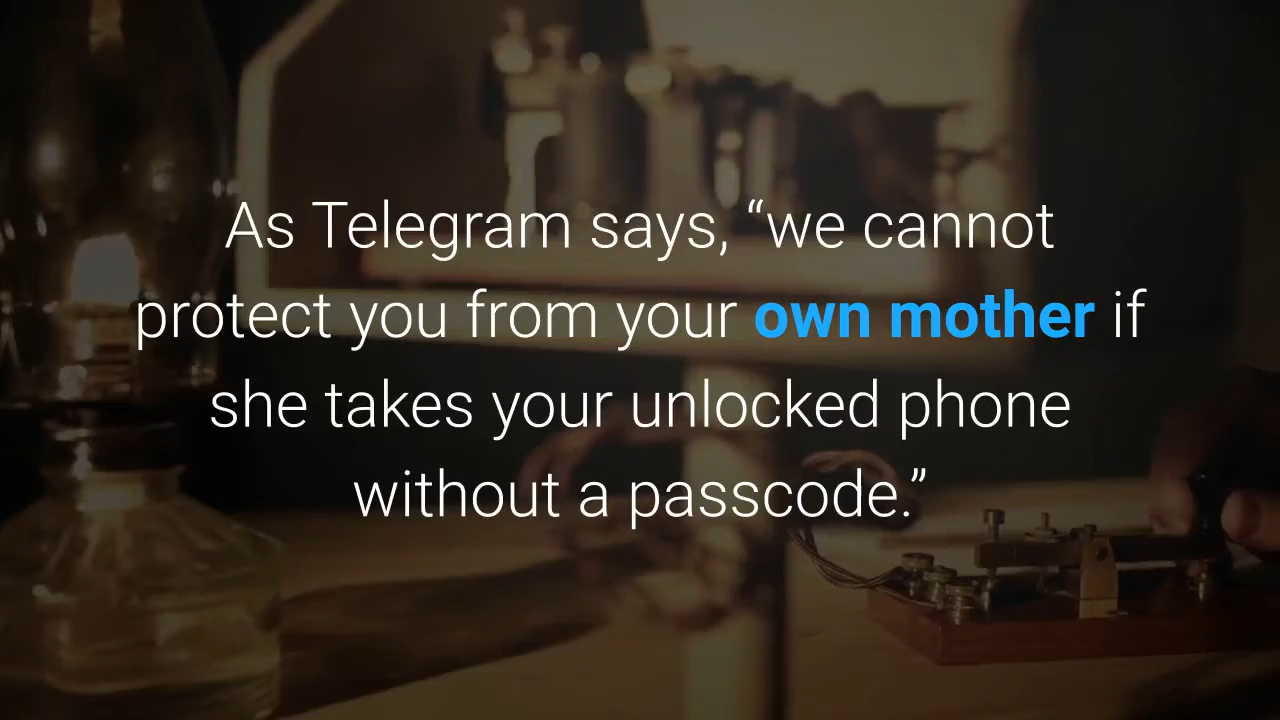 As Telegram says, “we cannot
protect you from your own mother if
she takes your unlocked phone
without a passcode.”